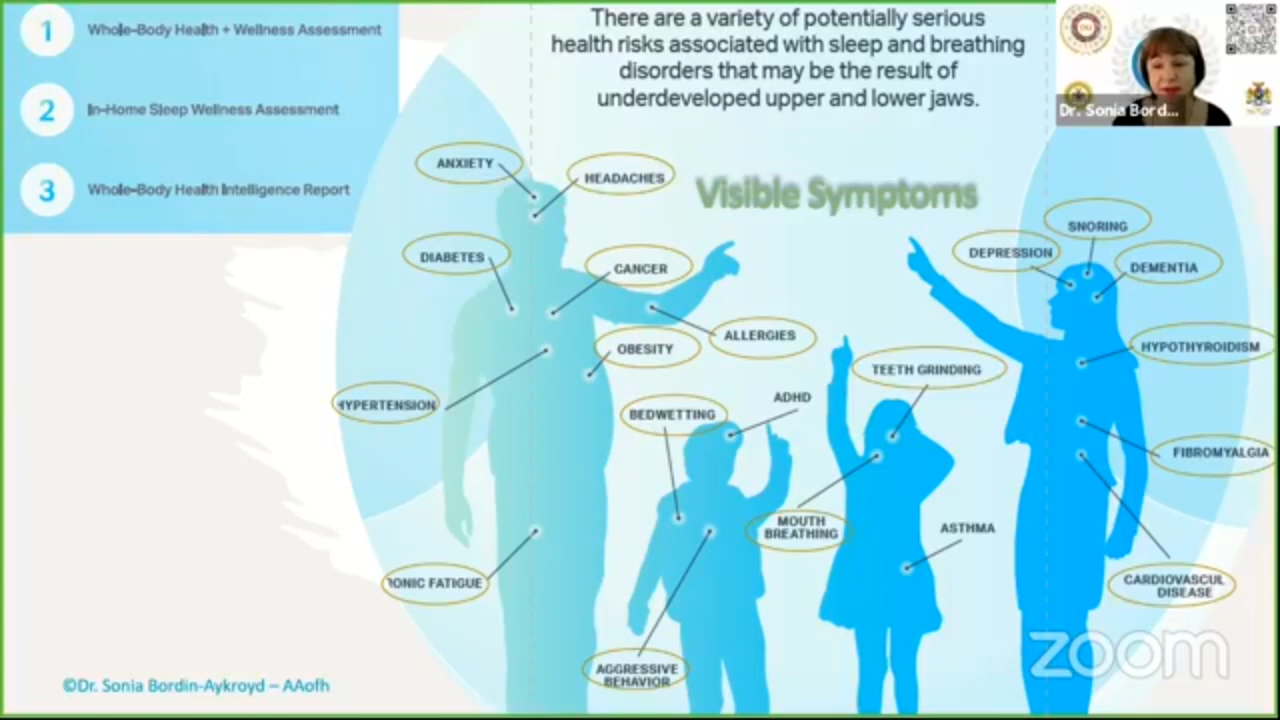 1 Whole-Body Health + Wellness Assessment
2 In-Home Sleep Wellness Assessment
3 Whole-Body Health Intelligence Report
There are a variety of potentially serious
health risks associated with sleep and breathing
disorders that may be the result of
underdeveloped upper and lower jaws.
Dr. Sonia Bord...
Visible Symptoms
ANXIETY
HEADACHES
DIABETES
CANCER
ALLERGIES
OBESITY
HYPERTENSION
BEDWETTING
ADHD
TEETH GRINDING
MOUTH
BREATHING
ASTHMA
ONIC FATIGUE
AGGRESSIVE
BEHAVIOR
SNORING
DEPRESSION
DEMENTIA
HYPOTHYROIDISM
FIBROMYALGIA
CARDIOVASCUL
DISEASE
zoom
©Dr. Sonia Bordin-Aykroyd – AAofh